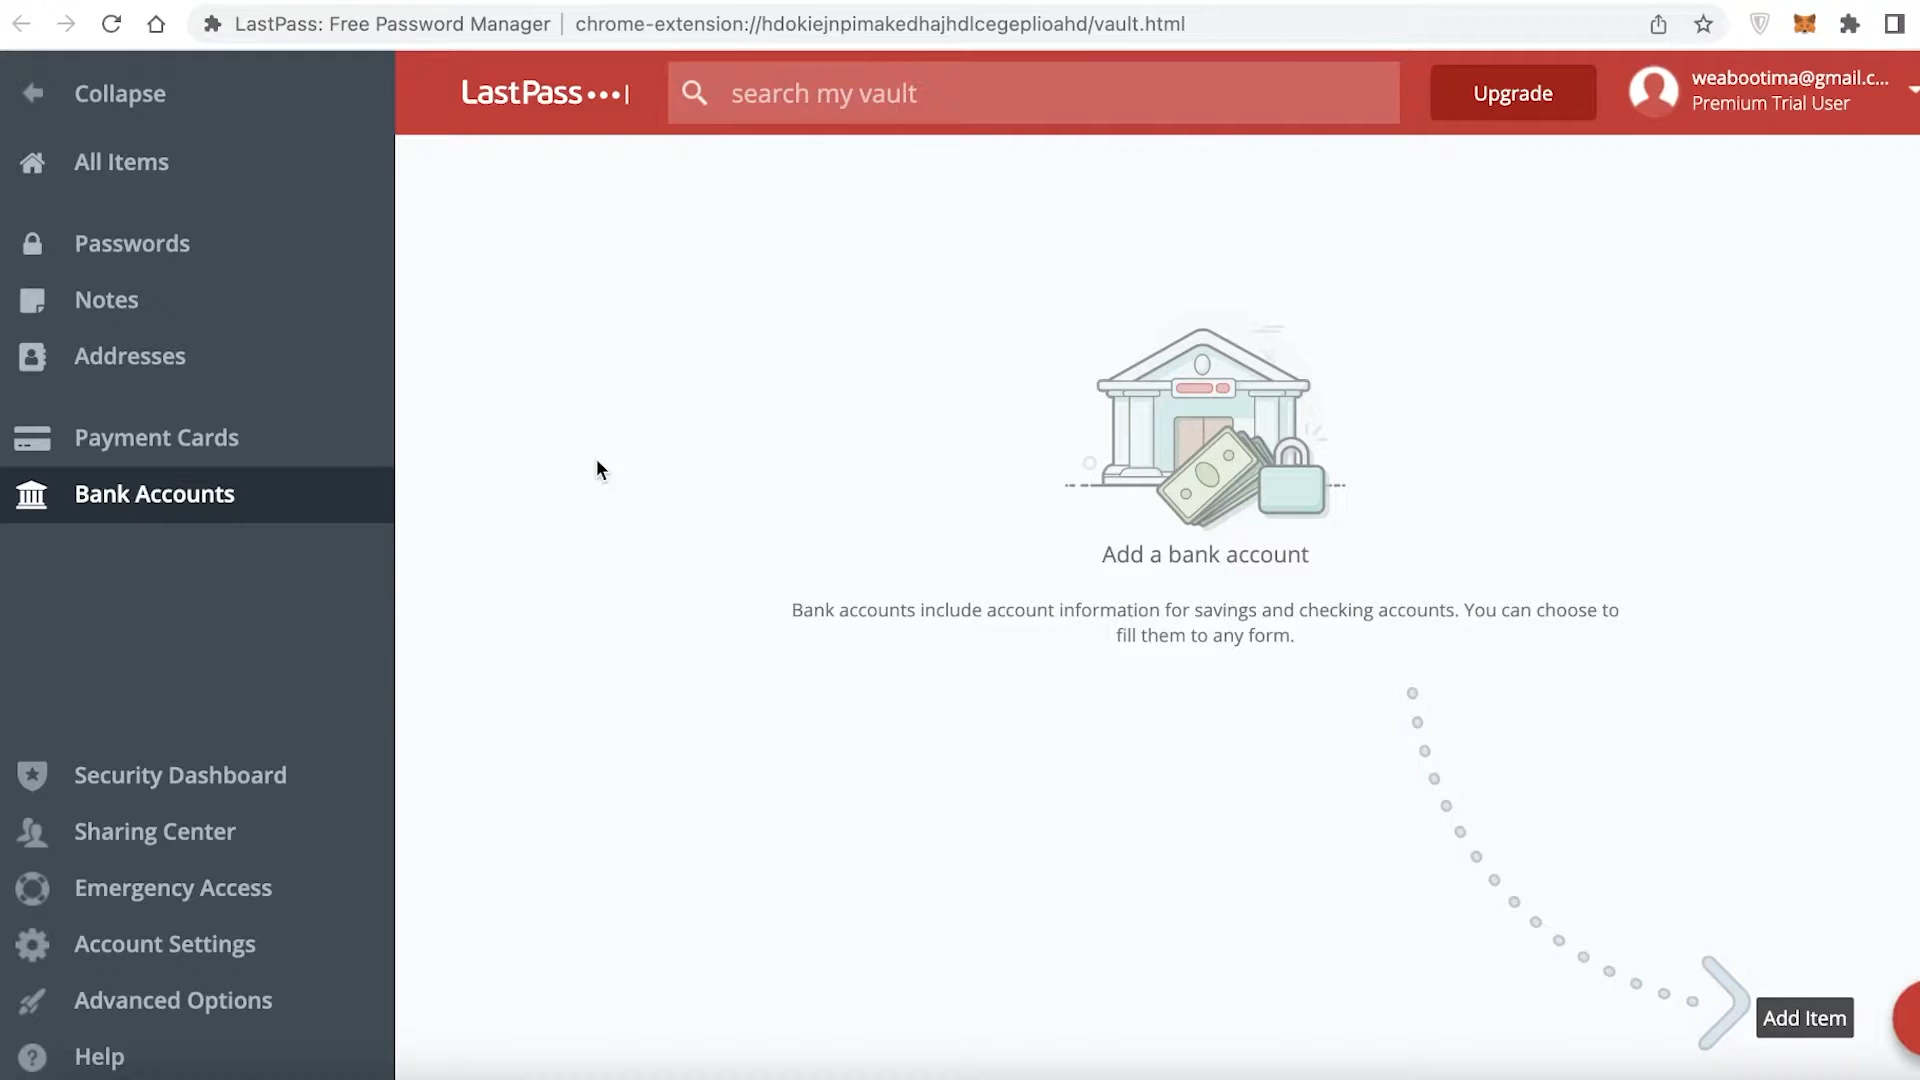 LastPass: Free Password Manager | chrome-extension://hdokiejnpimakedhajhdlcegeplioahd/vault.html
Collapse
LastPass •••|
search my vault
Upgrade
weabootima@gmail.c...
Premium Trial User
All Items
Passwords
Notes
Addresses
Payment Cards
Bank Accounts
Add a bank account
Bank accounts include account information for savings and checking accounts. You can choose to
fill them to any form.
Security Dashboard
Sharing Center
Emergency Access
Account Settings
Advanced Options
Add Item
Help